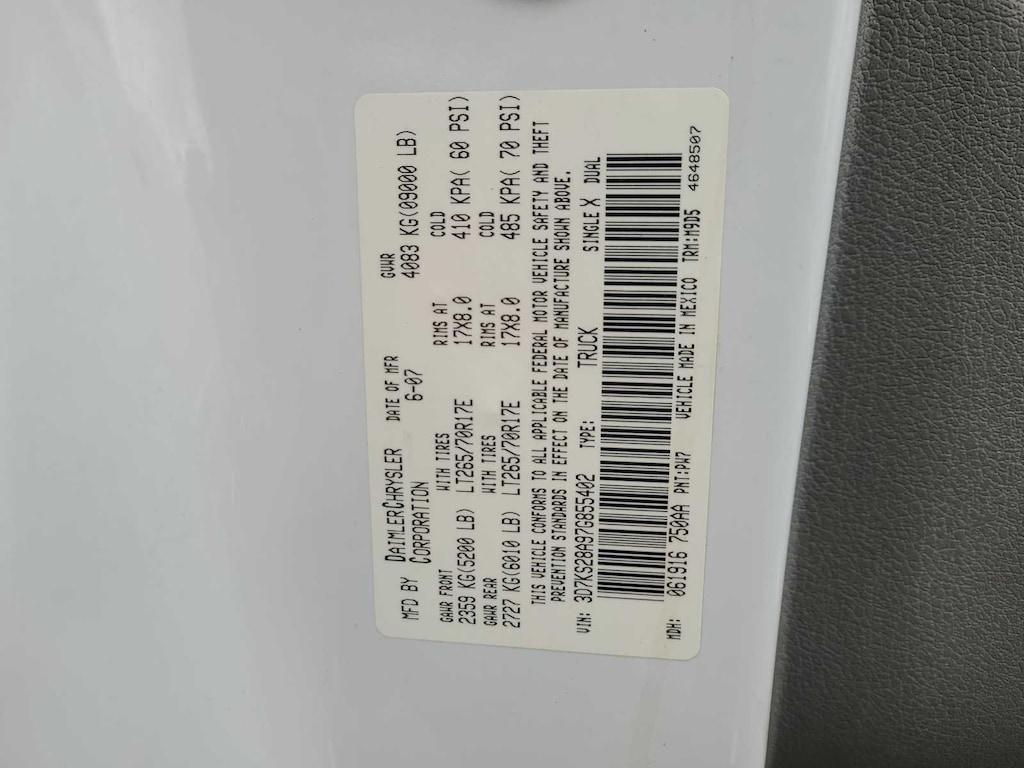 MFD BY DAIMLERCHRYSLER CORPORATION
DATE OF MFR 6-07
GVWR 4083 KG(09000 LB)
GAWR FRONT WITH TIRES RIMS AT COLD
2359 KG(5200 LB) LT265/70R17E 17X8.0 410 KPA( 60 PSI)
GAWR REAR WITH TIRES RIMS AT COLD
2727 KG(6010 LB) LT265/70R17E 17X8.0 485 KPA( 70 PSI)
THIS VEHICLE CONFORMS TO ALL APPLICABLE FEDERAL MOTOR VEHICLE SAFETY AND THEFT
PREVENTION STANDARDS IN EFFECT ON THE DATE OF MANUFACTURE SHOWN ABOVE.
VIN: 3D7KS28A97G855402 TYPE: TRUCK SINGLE X DUAL
MDH: 061916 750AA PNT:PW7 VEHICLE MADE IN MEXICO TRM:M9D5 4648507